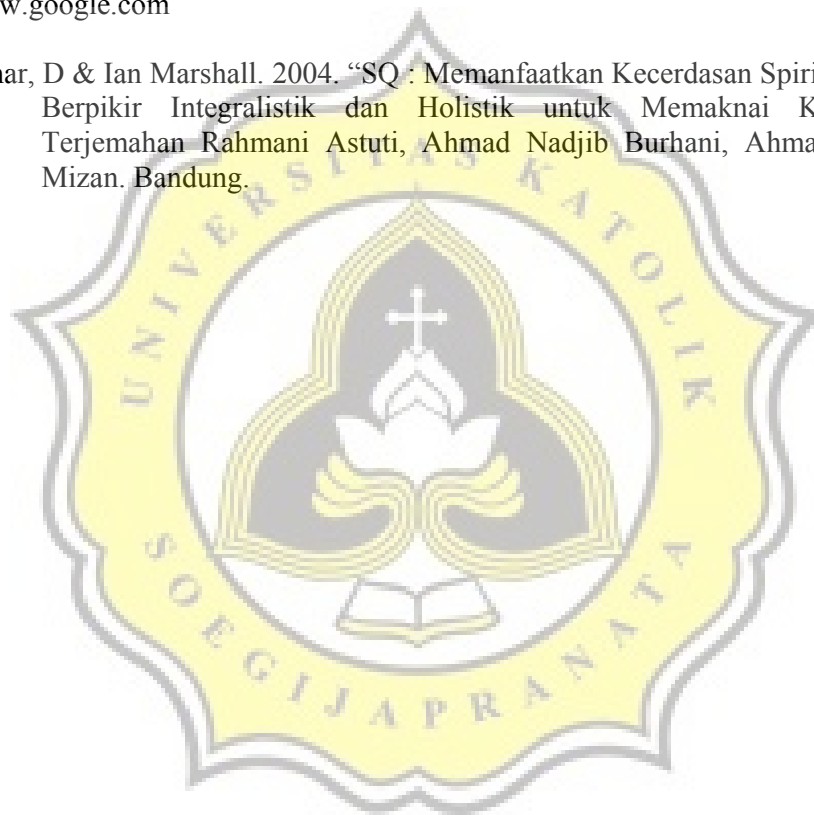 w.google.com
nar, D & Ian Marshall. 2004. “SQ : Memanfaatkan Kecerdasan Spiri
Berpikir Integralistik dan Holistik untuk Memaknai K
Terjemahan Rahmani Astuti, Ahmad Nadjib Burhani, Ahma
Mizan. Bandung.
UNIVERSITAS KATOLIK
SOEGIJAPRANATA